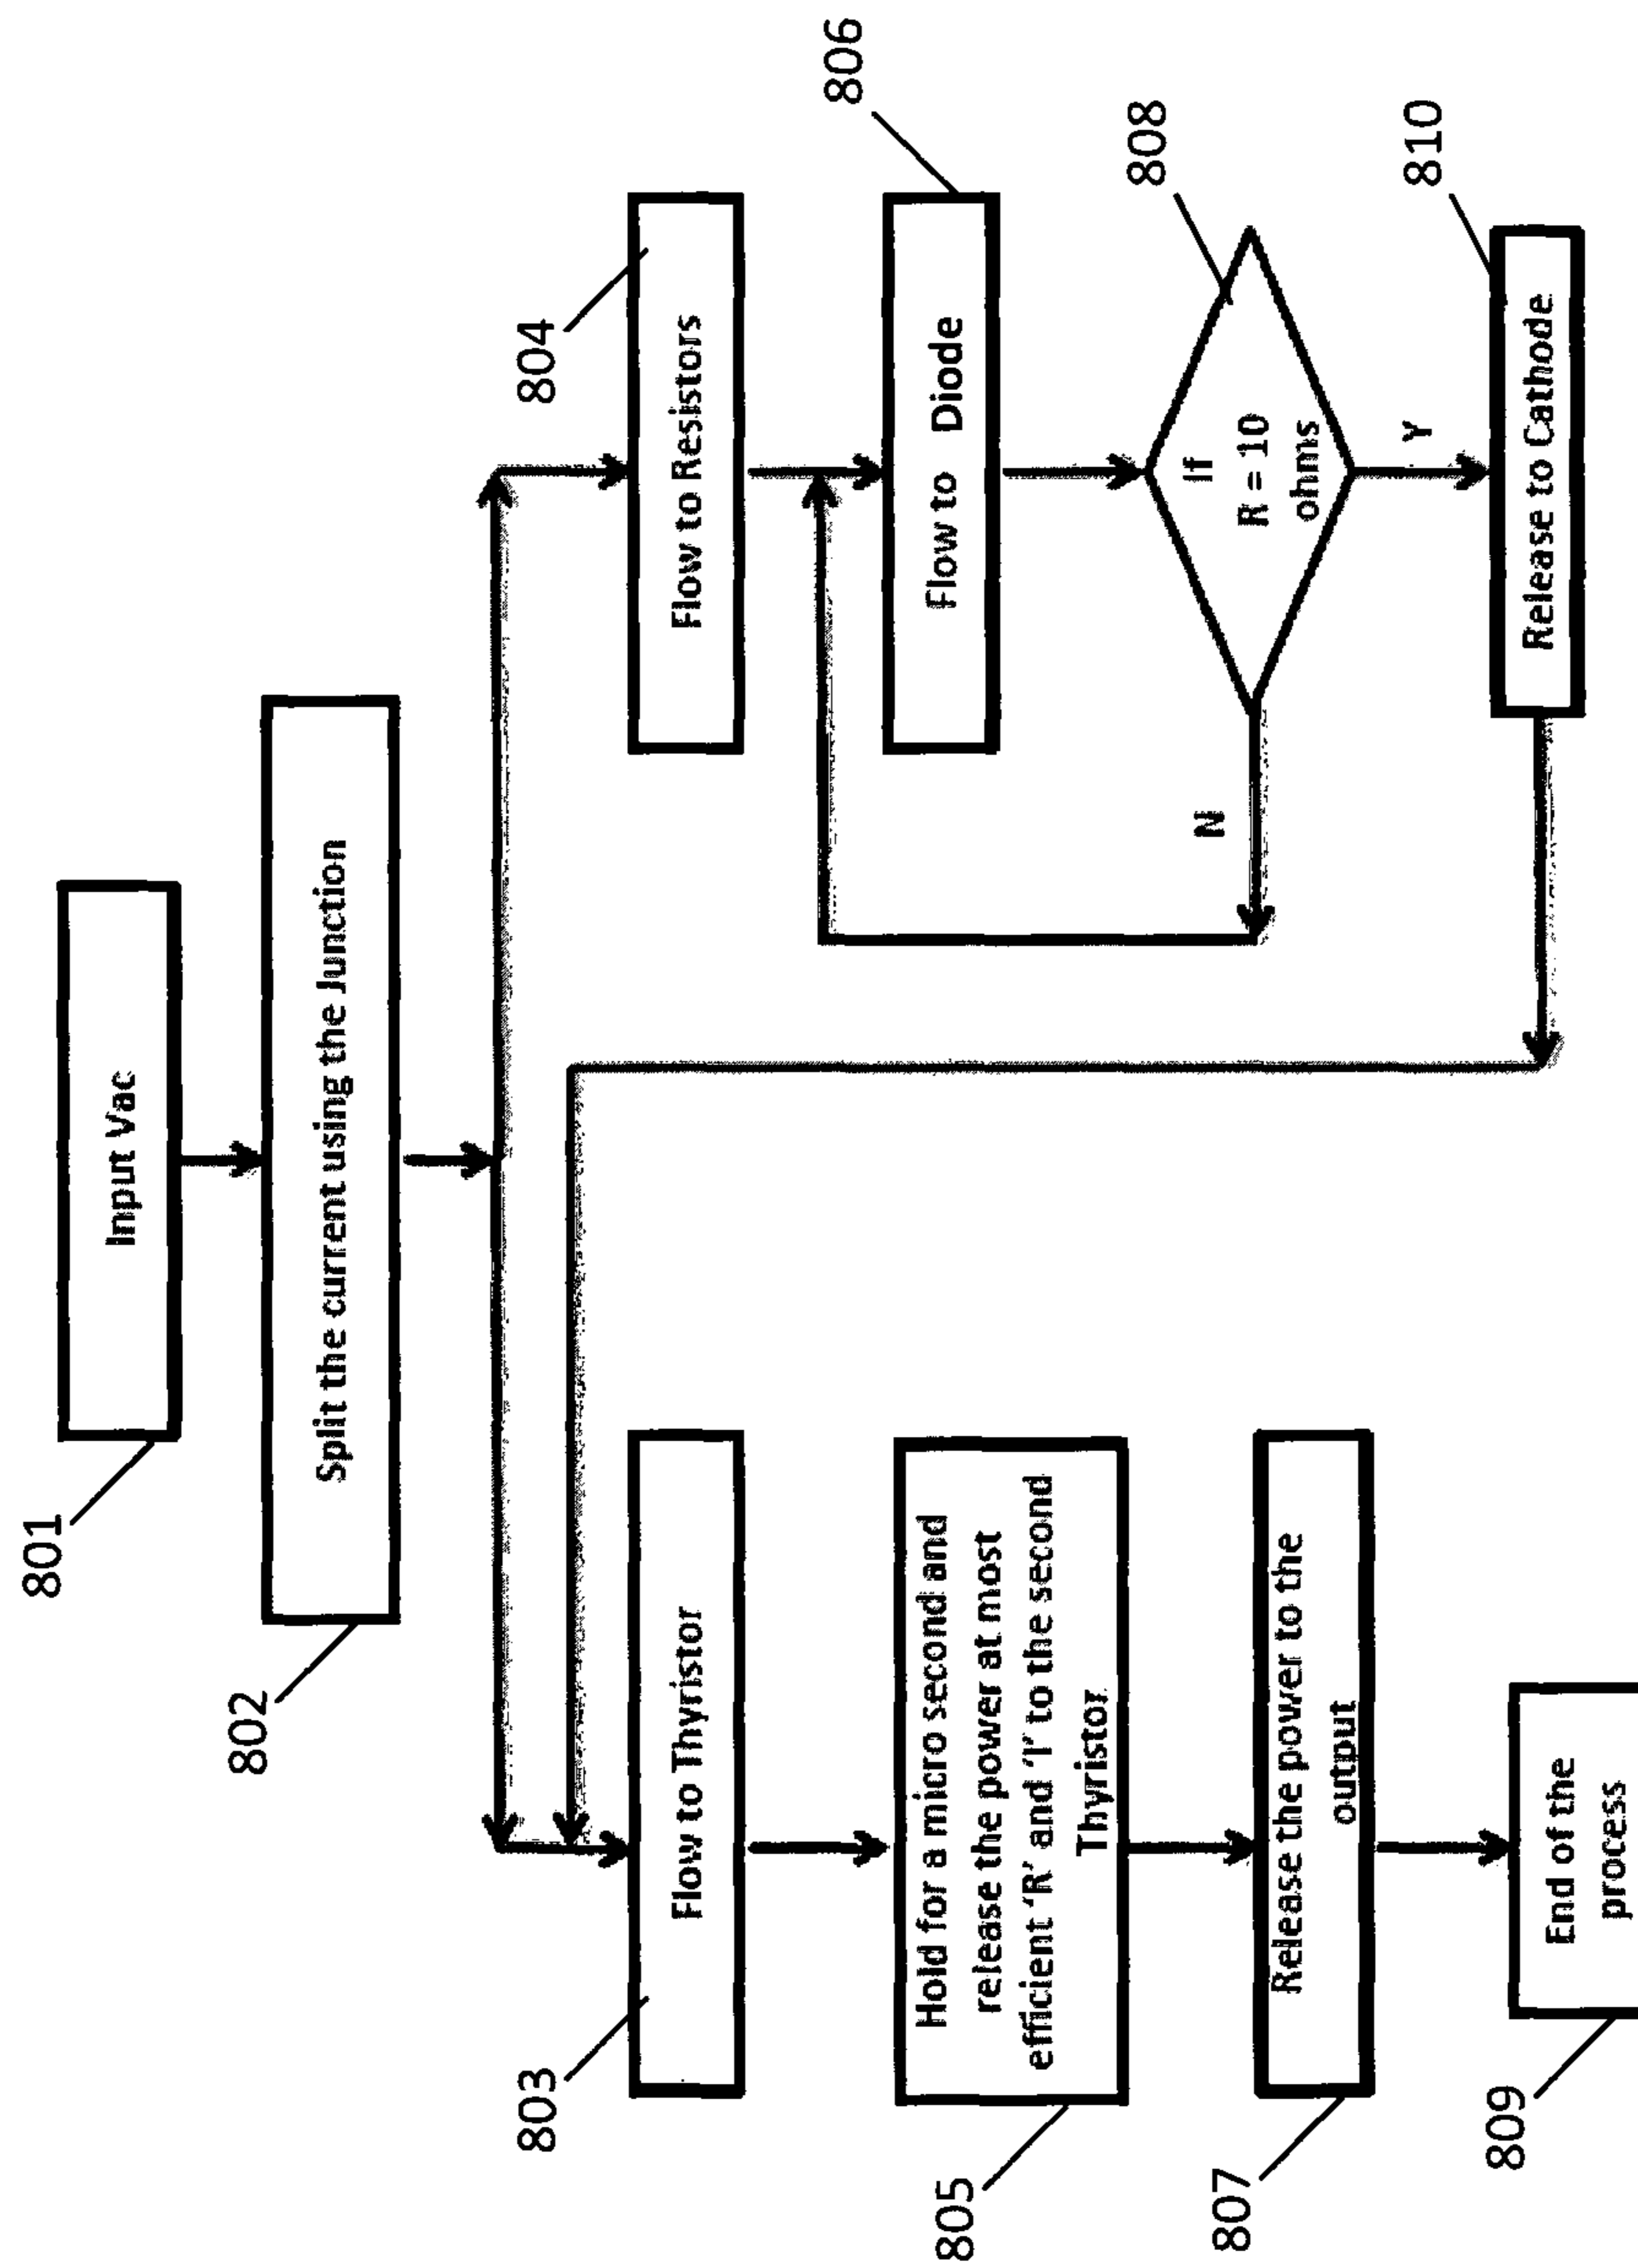 801
Input Vac
802
Split the current using the Junction
803
Flow to Thyristor
804
Flow to Resistors
805
Hold for a micro second and
release the power at most
efficient ‘R’ and ‘I’ to the second
Thyristor
806
Flow to Diode
807
Release the power to the
output
808
If
R = 10
ohms
N
Y
809
End of the
process
810
Release to Cathode